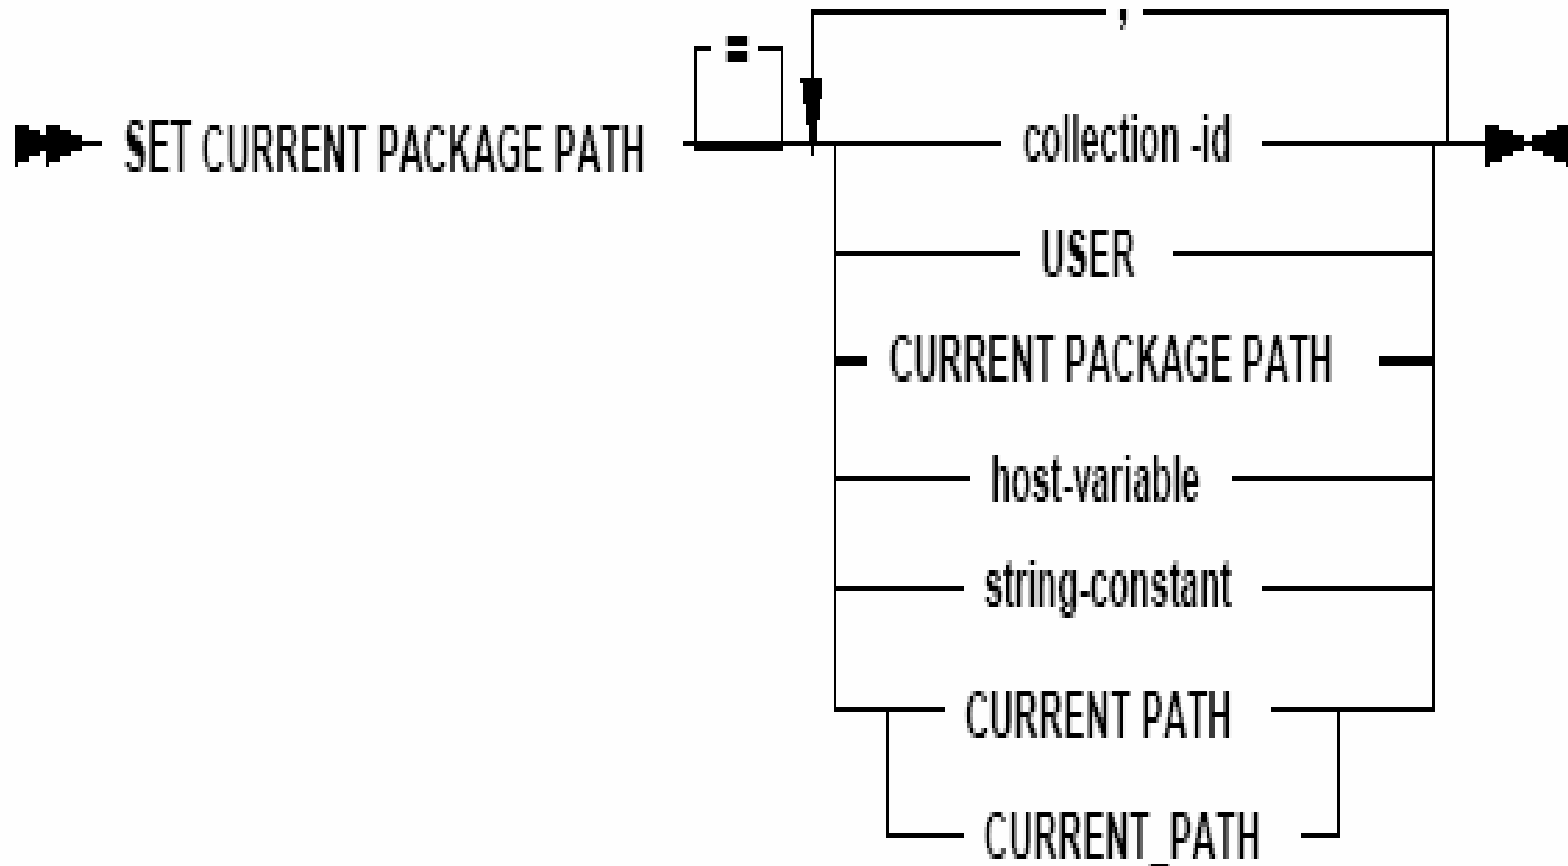 ,
=
SET CURRENT PACKAGE PATH
collection -id
USER
CURRENT PACKAGE PATH
host-variable
string-constant
CURRENT PATH
CURRENT_PATH